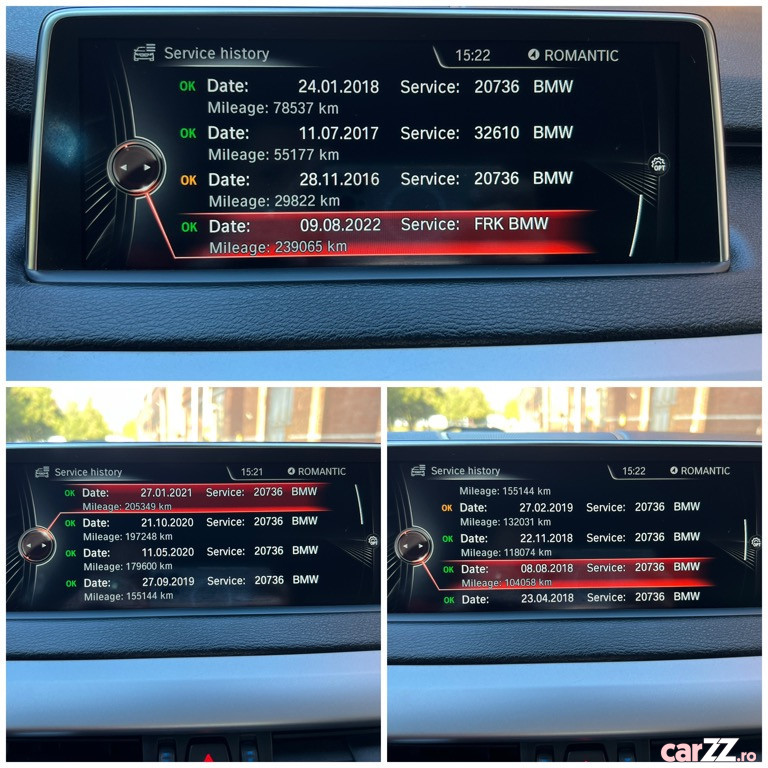 Service history 15:22 ROMANTIC
OK Date: 24.01.2018 Service: 20736 BMW
Mileage: 78537 km
OK Date: 11.07.2017 Service: 32610 BMW
Mileage: 55177 km
OK Date: 28.11.2016 Service: 20736 BMW
Mileage: 29822 km
OK Date: 09.08.2022 Service: FRK BMW
Mileage: 239065 km
OPT
Service history 15:21 ROMANTIC
OK Date: 27.01.2021 Service: 20736 BMW
Mileage: 205349 km
OK Date: 21.10.2020 Service: 20736 BMW
Mileage: 197248 km
OK Date: 11.05.2020 Service: 20736 BMW
Mileage: 179600 km
OK Date: 27.09.2019 Service: 20736 BMW
Mileage: 155144 km
Service history 15:22 ROMANTIC
Mileage: 155144 km
OK Date: 27.02.2019 Service: 20736 BMW
Mileage: 132031 km
OK Date: 22.11.2018 Service: 20736 BMW
Mileage: 118074 km
OK Date: 08.08.2018 Service: 20736 BMW
Mileage: 104058 km
OK Date: 23.04.2018 Service: 20736 BMW
carZZ.ro